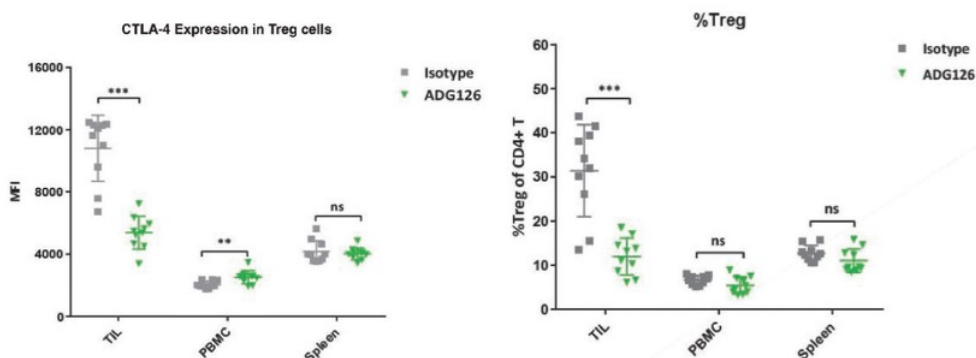 CTLA-4 Expression in Treg cells
16000
12000
8000
4000
0
MFI
***
**
ns
Isotype
ADG126
TIL
PBMC
Spleen
%Treg
60
50
40
30
20
10
0
%Treg of CD4+ T
***
ns
ns
Isotype
ADG126
TIL
PBMC
Spleen